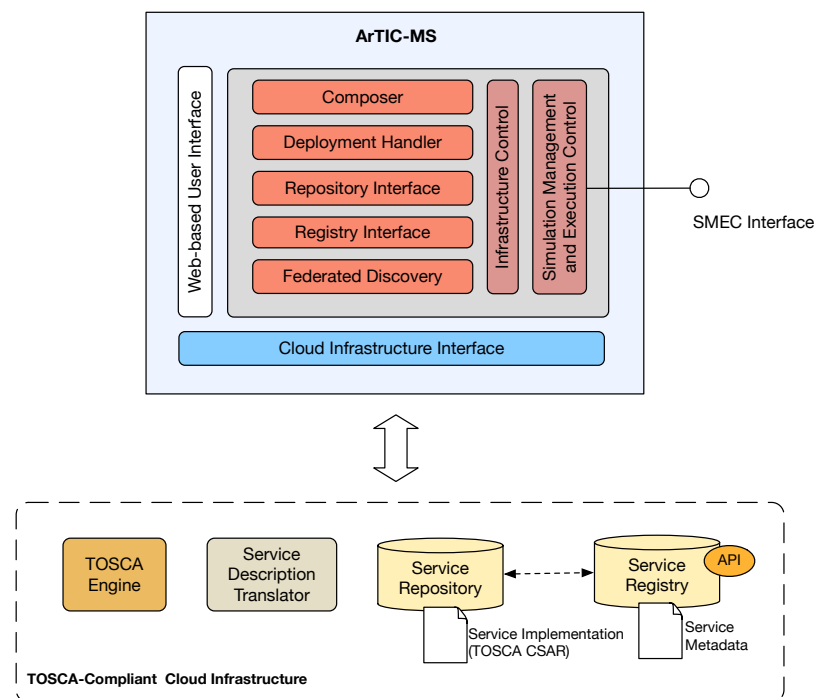 ArTIC-MS
Web-based User Interface
Composer
Deployment Handler
Repository Interface
Registry Interface
Federated Discovery
Infrastructure Control
Simulation Management
and Execution Control
SMEC Interface
Cloud Infrastructure Interface
TOSCA
Engine
Service
Description
Translator
Service
Repository
Service
Registry
API
Service Implementation
(TOSCA CSAR)
Service
Metadata
TOSCA-Compliant Cloud Infrastructure